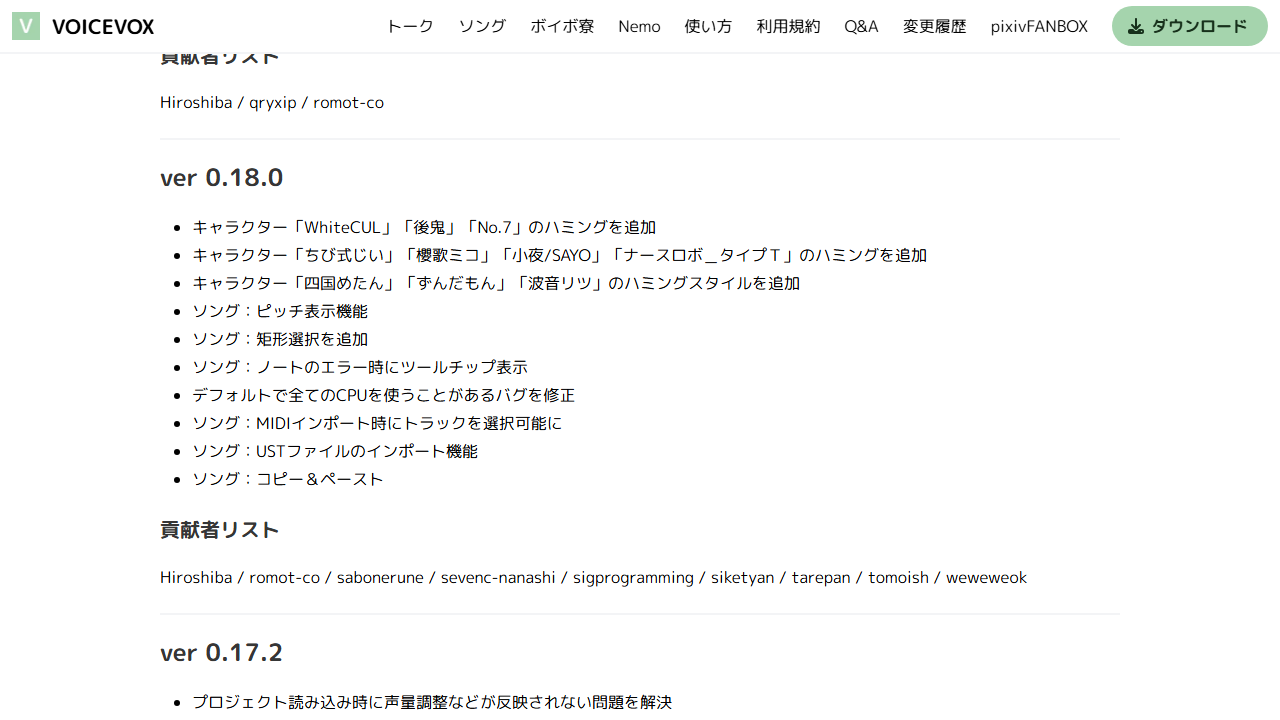 V VOICEVOX トーク ソング ボイボ寮 Nemo 使い方 利用規約 Q&A 変更履歴 pixivFANBOX ダウンロード
貢献者リスト
Hiroshiba / qryxip / romot-co
ver 0.18.0
キャラクター「WhiteCUL」「後鬼」「No.7」のハミングを追加
キャラクター「ちび式じい」「櫻歌ミコ」「小夜/SAYO」「ナースロボ＿タイプＴ」のハミングを追加
キャラクター「四国めたん」「ずんだもん」「波音リツ」のハミングスタイルを追加
ソング：ピッチ表示機能
ソング：矩形選択を追加
ソング：ノートのエラー時にツールチップ表示
デフォルトで全てのCPUを使うことがあるバグを修正
ソング：MIDIインポート時にトラックを選択可能に
ソング：USTファイルのインポート機能
ソング：コピー＆ペースト
貢献者リスト
Hiroshiba / romot-co / sabonerune / sevenc-nanashi / sigprogramming / siketyan / tarepan / tomoish / weweweok
ver 0.17.2
プロジェクト読み込み時に声量調整などが反映されない問題を解決